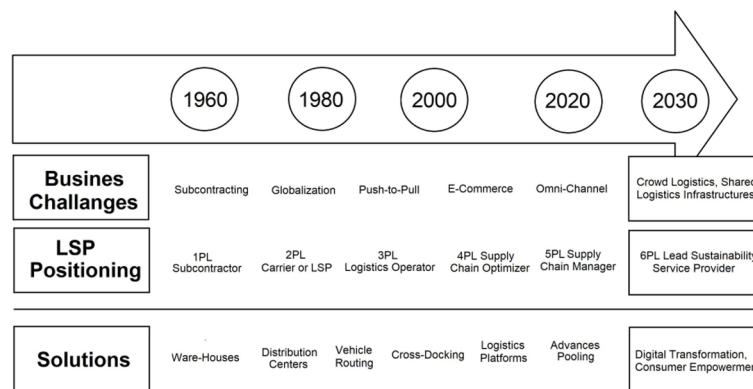 1960 1980 2000 2020 2030
Busines
Challanges
Subcontracting Globalization Push-to-Pull E-Commerce Omni-Channel
Crowd Logistics, Shared
Logistics Infrastructures
LSP
Positioning
1PL
Subcontractor
2PL
Carrier or LSP
3PL
Logistics Operator
4PL Supply
Chain Optimizer
5PL Supply
Chain Manager
6PL Lead Sustainability
Service Provider
Solutions
Ware-Houses
Distribution
Centers
Vehicle
Routing
Cross-Docking
Logistics
Platforms
Advances
Pooling
Digital Transformation,
Consumer Empowerme